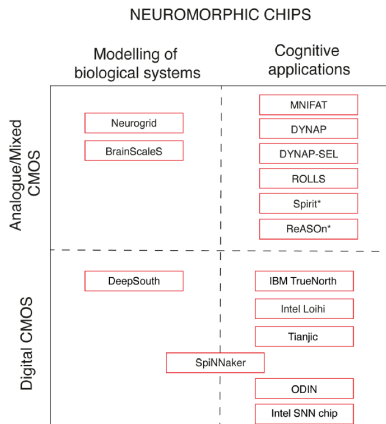 NEUROMORPHIC CHIPS
Modelling of
biological systems
Cognitive
applications
Analogue/Mixed
CMOS
Neurogrid
BrainScaleS
MNIFAT
DYNAP
DYNAP-SEL
ROLLS
Spirit*
ReASOn*
Digital CMOS
DeepSouth
IBM TrueNorth
Intel Loihi
Tianjic
SpiNNaker
ODIN
Intel SNN chip